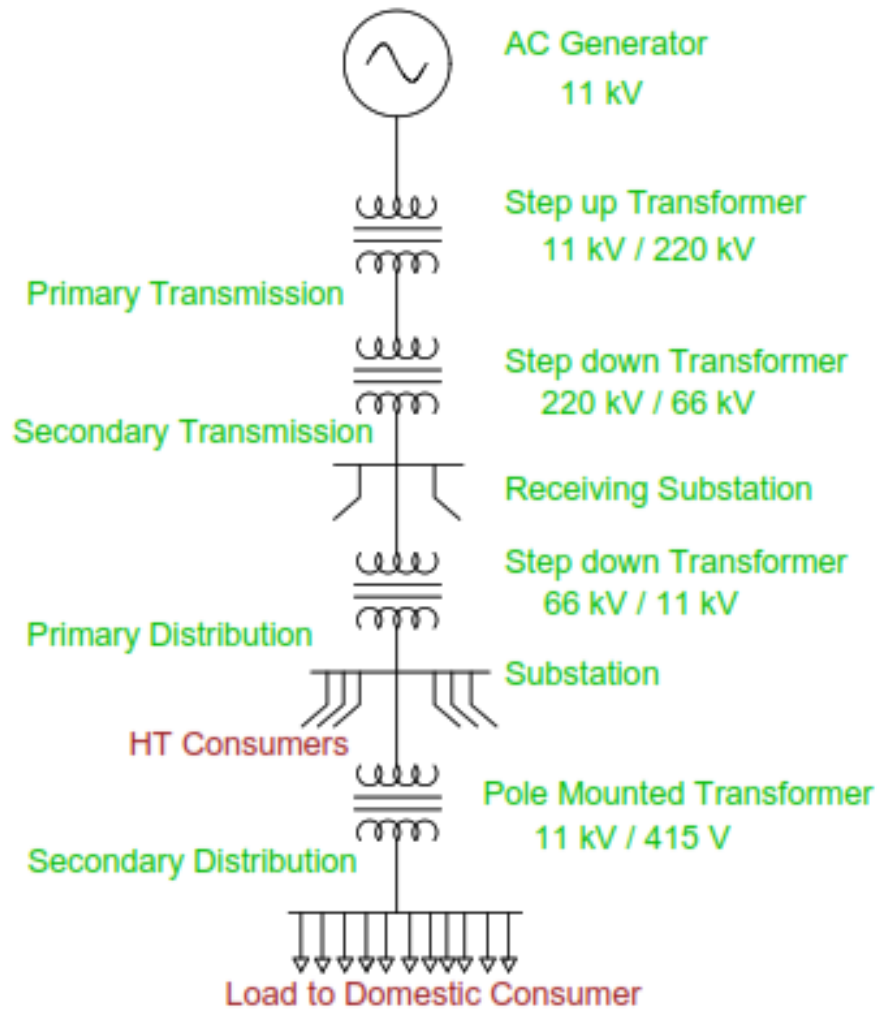 AC Generator
11 kV
Step up Transformer
11 kV / 220 kV
Primary Transmission
Step down Transformer
220 kV / 66 kV
Secondary Transmission
Receiving Substation
Step down Transformer
66 kV / 11 kV
Primary Distribution
Substation
HT Consumers
Pole Mounted Transformer
11 kV / 415 V
Secondary Distribution
Load to Domestic Consumer